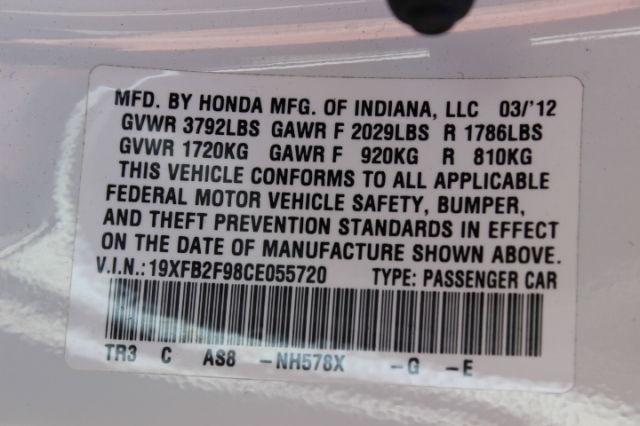 MFD. BY HONDA MFG. OF INDIANA, LLC 03/'12
GVWR 3792LBS GAWR F 2029LBS R 1786LBS
GVWR 1720KG GAWR F 920KG R 810KG
THIS VEHICLE CONFORMS TO ALL APPLICABLE
FEDERAL MOTOR VEHICLE SAFETY, BUMPER,
AND THEFT PREVENTION STANDARDS IN EFFECT
ON THE DATE OF MANUFACTURE SHOWN ABOVE.
V.I.N.:19XFB2F98CE055720 TYPE: PASSENGER CAR
TR3 C AS8 -NH578X -G -E